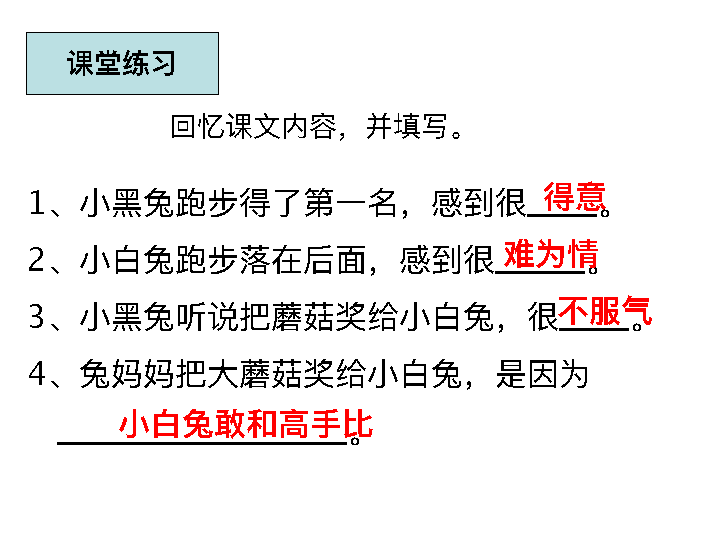 课堂练习
回忆课文内容，并填写。
1、小黑兔跑步得了第一名，感到很得意。
2、小白兔跑步落在后面，感到很难为情。
3、小黑兔听说把蘑菇奖给小白兔，很不服气。
4、兔妈妈把大蘑菇奖给小白兔，是因为
小白兔敢和高手比。